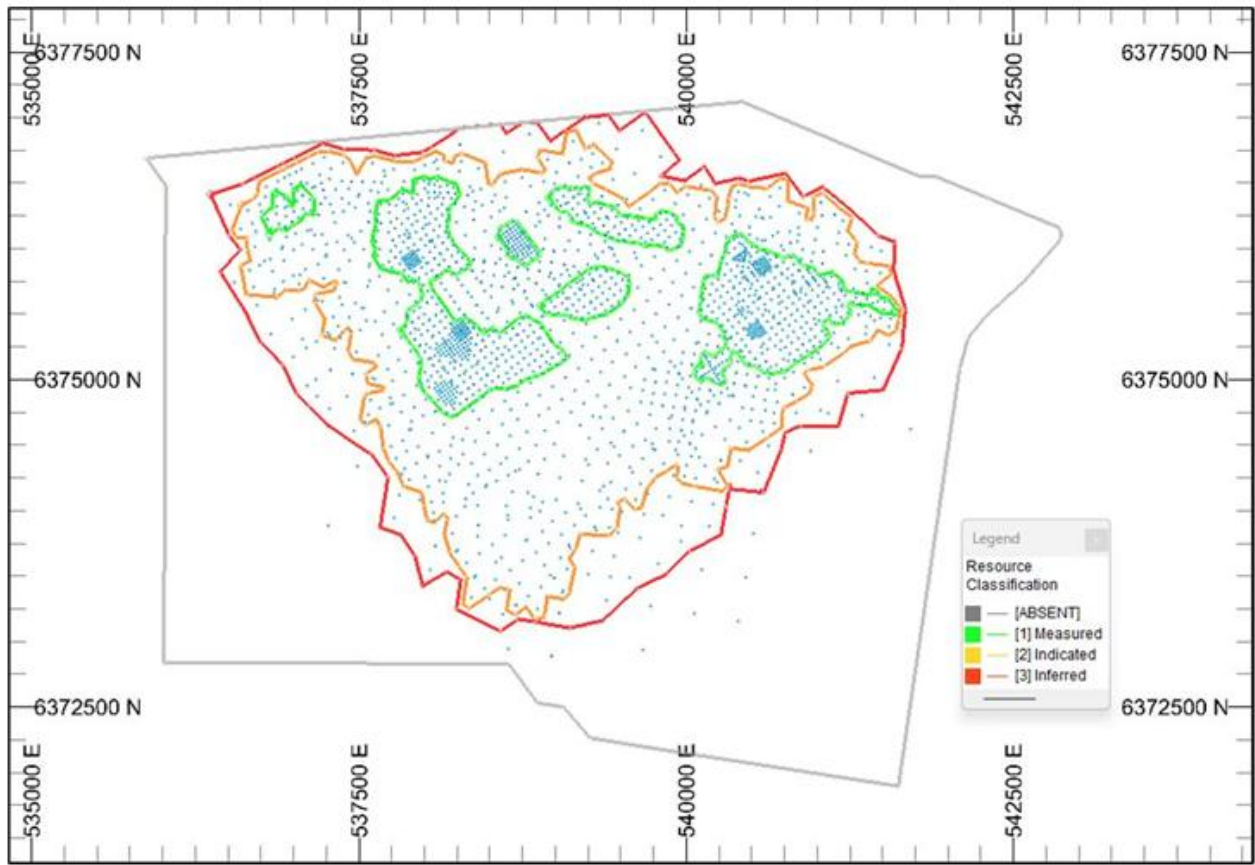 535000 E
537500 E
540000 E
542500 E
6377500 N
6377500 N
6375000 N
6375000 N
Legend
Resource
Classification
[ABSENT]
[1] Measured
[2] Indicated
[3] Inferred
6372500 N
6372500 N
535000 E
537500 E
540000 E
542500 E